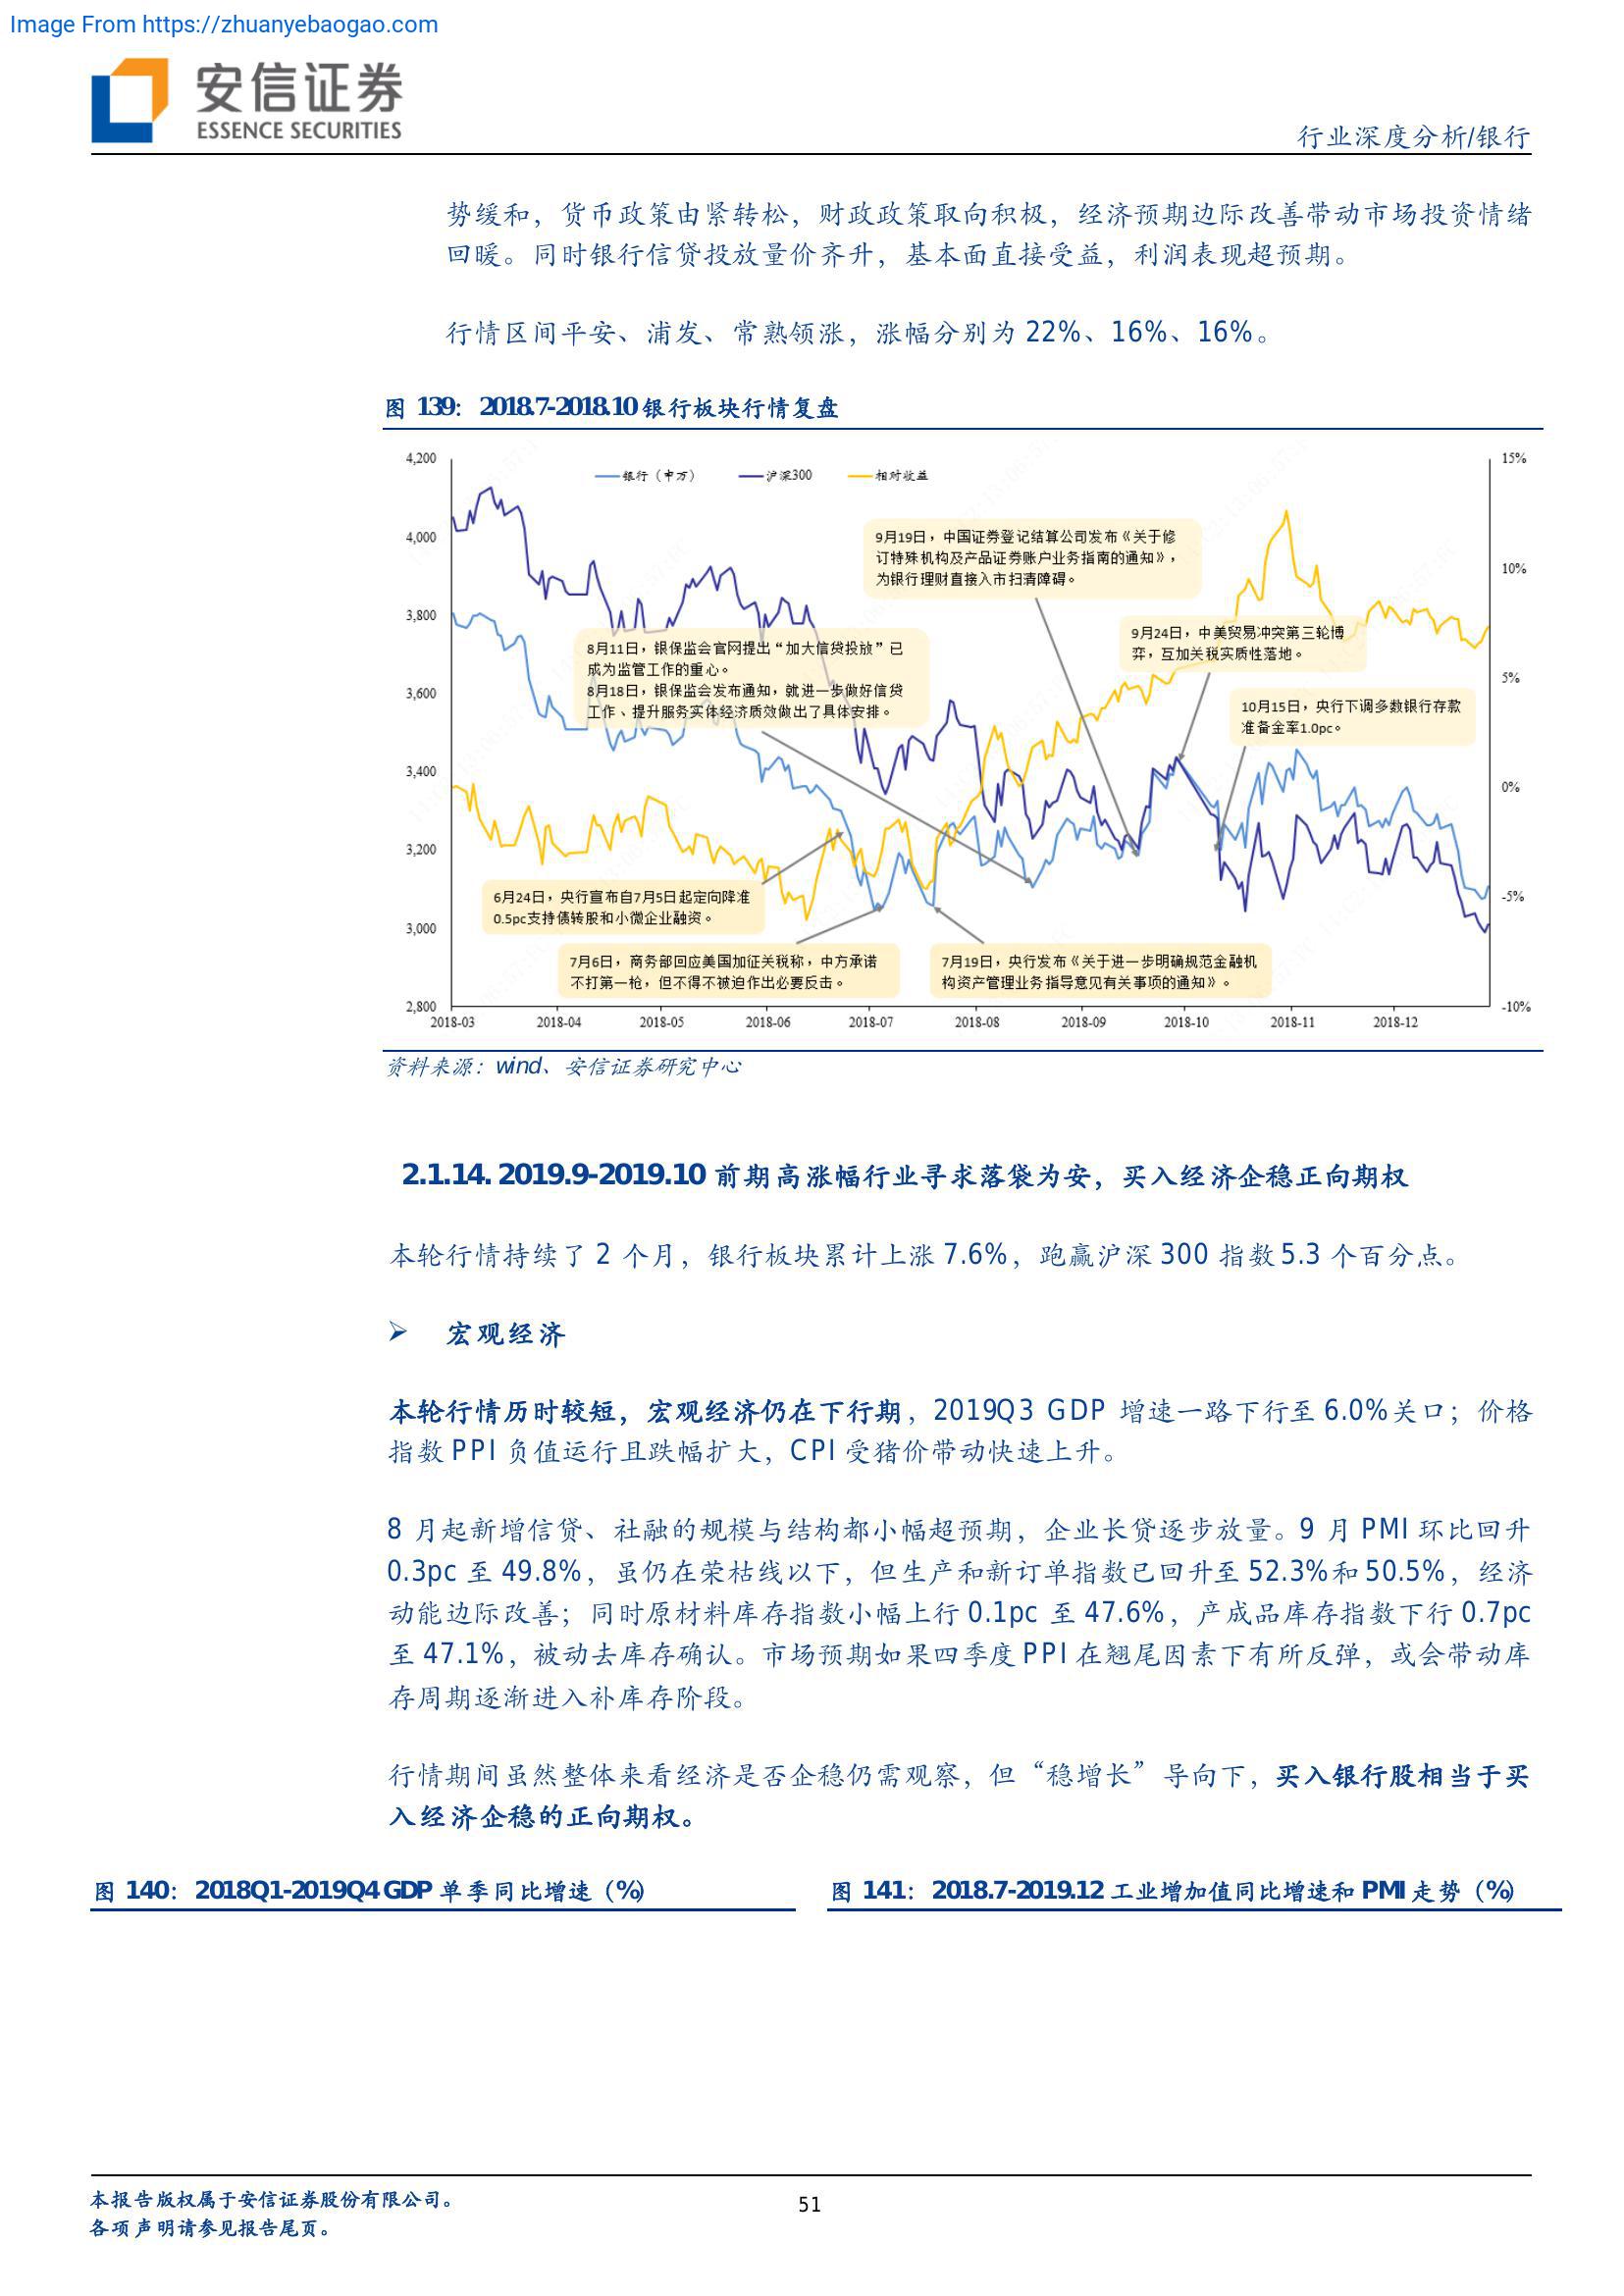 Image From https://zhuanyebaogao.com
安信证券
ESSENCE SECURITIES
行业深度分析/银行
势缓和，货币政策由紧转松，财政政策取向积极，经济预期边际改善带动市场投资情绪
回暖。同时银行信贷投放量价齐升，基本面直接受益，利润表现超预期。
行情区间平安、浦发、常熟领涨，涨幅分别为 22%、16%、16%。
图 139：2018.7-2018.10 银行板块行情复盘
4,200
4,000
3,800
3,600
3,400
3,200
3,000
2,800
15%
10%
5%
0%
-5%
-10%
银行（申万）
沪深300
相对收益
9月19日，中国证券登记结算公司发布《关于修
订特殊机构及产品证券账户业务指南的通知》，
为银行理财直接入市扫清障碍。
8月11日，银保监会官网提出“加大信贷投放”已
成为监管工作的重心。
8月18日，银保监会发布通知，就进一步做好信贷
工作、提升服务实体经济质效做出了具体安排。
9月24日，中美贸易冲突第三轮博
弈，互加关税实质性落地。
10月15日，央行下调多数银行存款
准备金率1.0pc。
6月24日，央行宣布自7月5日起定向降准
0.5pc支持债转股和小微企业融资。
7月6日，商务部回应美国加征关税称，中方承诺
不打第一枪，但不得不被迫作出必要反击。
7月19日，央行发布《关于进一步明确规范金融机
构资产管理业务指导意见有关事项的通知》。
2018-03
2018-04
2018-05
2018-06
2018-07
2018-08
2018-09
2018-10
2018-11
2018-12
资料来源：wind、安信证券研究中心
2.1.14. 2019.9-2019.10 前期高涨幅行业寻求落袋为安，买入经济企稳正向期权
本轮行情持续了 2 个月，银行板块累计上涨 7.6%，跑赢沪深 300 指数 5.3 个百分点。
➢ 宏观经济
本轮行情历时较短，宏观经济仍在下行期，2019Q3 GDP 增速一路下行至 6.0%关口；价格
指数 PPI 负值运行且跌幅扩大，CPI 受猪价带动快速上升。
8 月起新增信贷、社融的规模与结构都小幅超预期，企业长贷逐步放量。9 月 PMI 环比回升
0.3pc 至 49.8%，虽仍在荣枯线以下，但生产和新订单指数已回升至 52.3%和 50.5%，经济
动能边际改善；同时原材料库存指数小幅上行 0.1pc 至 47.6%，产成品库存指数下行 0.7pc
至 47.1%，被动去库存确认。市场预期如果四季度 PPI 在翘尾因素下有所反弹，或会带动库
存周期逐渐进入补库存阶段。
行情期间虽然整体来看经济是否企稳仍需观察，但“稳增长”导向下，买入银行股相当于买
入经济企稳的正向期权。
图 140：2018Q1-2019Q4 GDP 单季同比增速（%）
图 141：2018.7-2019.12 工业增加值同比增速和 PMI 走势（%）
本报告版权属于安信证券股份有限公司。
各项声明请参见报告尾页。
51